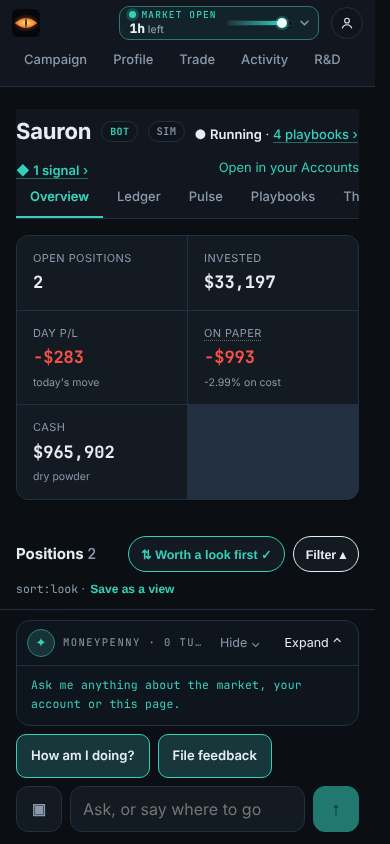 MARKET OPEN
1h left
Campaign Profile Trade Activity R&D
Sauron BOT SIM Running · 4 playbooks ›
◆ 1 signal › Open in your Accounts
Overview Ledger Pulse Playbooks Th
OPEN POSITIONS INVESTED
2 $33,197
DAY P/L ON PAPER
-$283 -$993
today's move -2.99% on cost
CASH
$965,902
dry powder
Positions 2 ⇅ Worth a look first ✓ Filter ▴
sort:look · Save as a view
MONEYPENNY · 0 TU… Hide Expand
Ask me anything about the market, your
account or this page.
How am I doing? File feedback
Ask, or say where to go